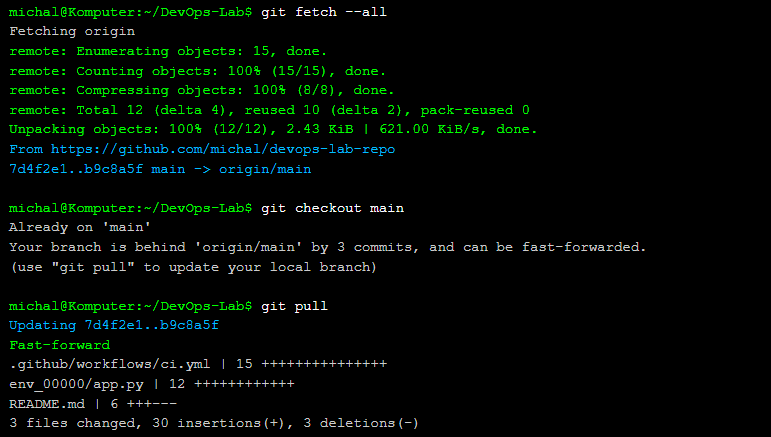 michal@Komputer:~/DevOps-Lab$ git fetch --all
Fetching origin
remote: Enumerating objects: 15, done.
remote: Counting objects: 100% (15/15), done.
remote: Compressing objects: 100% (8/8), done.
remote: Total 12 (delta 4), reused 10 (delta 2), pack-reused 0
Unpacking objects: 100% (12/12), 2.43 KiB | 621.00 KiB/s, done.
From https://github.com/michal/devops-lab-repo
7d4f2e1..b9c8a5f main -> origin/main
michal@Komputer:~/DevOps-Lab$ git checkout main
Already on 'main'
Your branch is behind 'origin/main' by 3 commits, and can be fast-forwarded.
(use "git pull" to update your local branch)
michal@Komputer:~/DevOps-Lab$ git pull
Updating 7d4f2e1..b9c8a5f
Fast-forward
.github/workflows/ci.yml | 15 +++++++++++++++
env_00000/app.py | 12 ++++++++++++
README.md | 6 +++---
3 files changed, 30 insertions(+), 3 deletions(-)